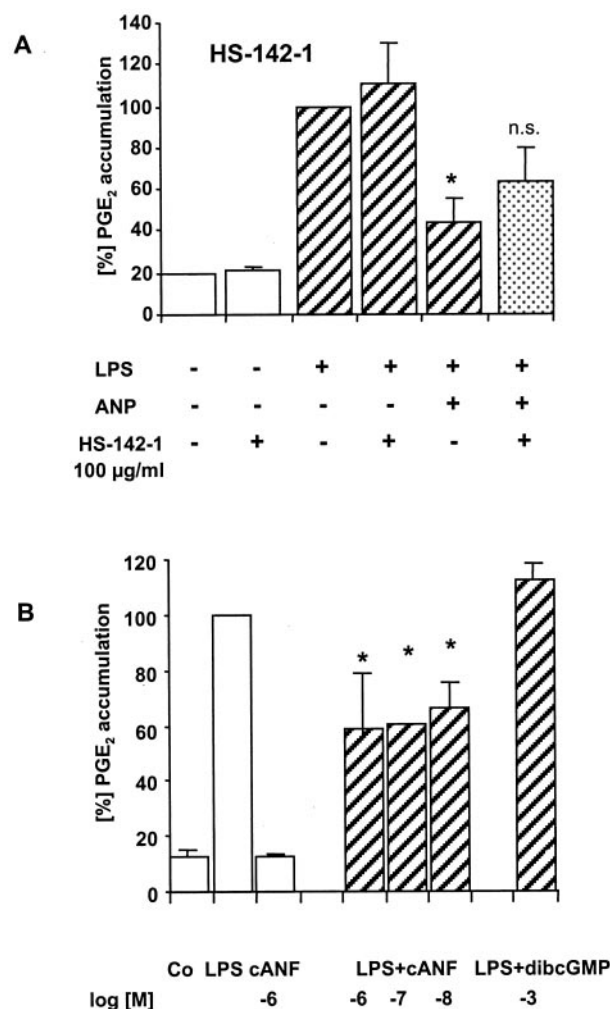 A
HS-142-1
[%] PGE₂ accumulation
140
120
100
80
60
40
20
0
*
n.s.
LPS - - + + + +
ANP - - - - + +
HS-142-1 - + - + - +
100 µg/ml
B
[%] PGE₂ accumulation
120
100
80
60
40
20
0
* * *
Co LPS cANF LPS+cANF LPS+dibcGMP
log [M] -6 -6 -7 -8 -3